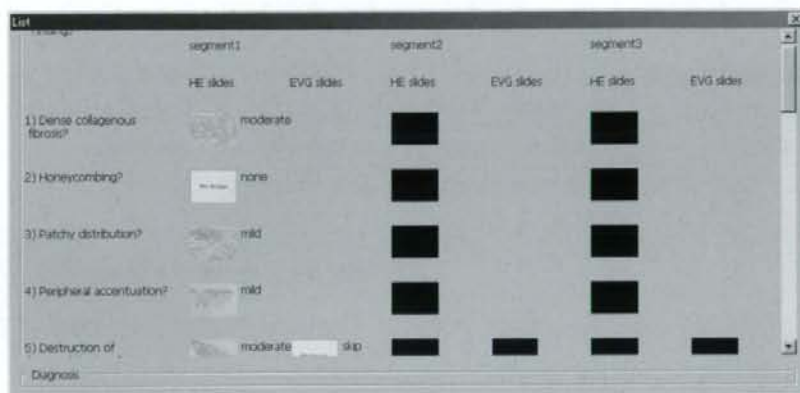 List
segment1 segment2 segment3
HE slides EVG slides HE slides EVG slides HE slides EVG slides
1) Dense collagenous moderate
fibrosis?
2) Honeycombing? none
3) Patchy distribution? mild
4) Peripheral accentuation? mild
5) Destruction of moderate skip
Diagnosis